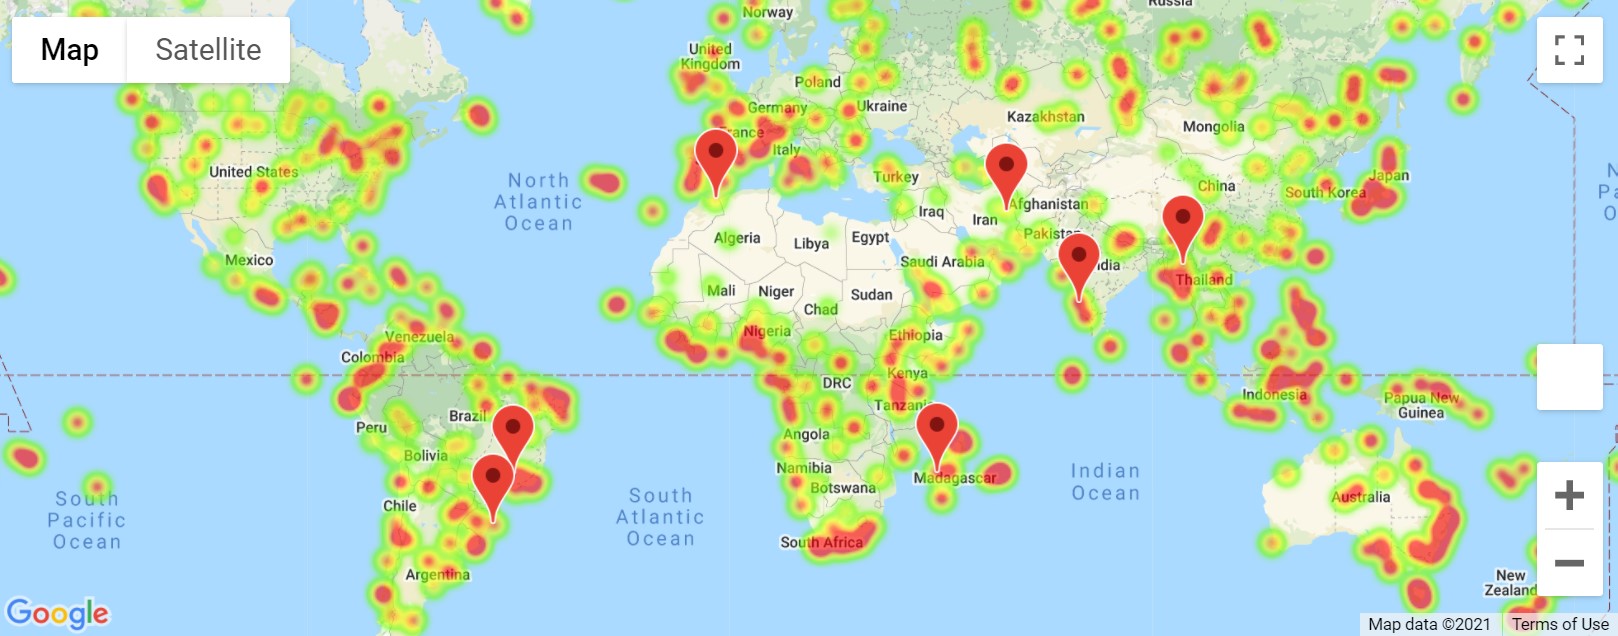 Map
Satellite
Norway
Russia
United
Kingdom
Poland
Germany
Ukraine
France
Kazakhstan
Mongolia
Italy
United States
Turkey
Japan
South Korea
China
North
Atlantic
Ocean
Iraq
Iran
Afghanistan
Pakistan
Algeria
Libya
Egypt
Mexico
Saudi Arabia
dia
Thailand
Mali
Niger
Sudan
Chad
Nigeria
Ethiopia
Venezuela
Colombia
DRC
Kenya
Tanzania
Indonesia
Papua New
Guinea
Brazil
Peru
Angola
Bolivia
Namibia
Botswana
Madagascar
Indian
Ocean
Australia
Chile
South
Pacific
Ocean
South
Atlantic
Ocean
South Africa
Argentina
New
Zealand
N
Pa
O
Google
Map data ©2021
Terms of Use